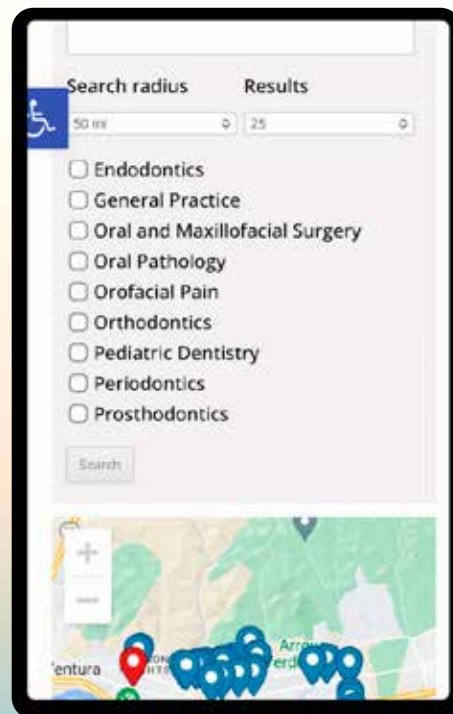 Search radius Results
50 mi 25
Endodontics
General Practice
Oral and Maxillofacial Surgery
Oral Pathology
Orofacial Pain
Orthodontics
Pediatric Dentistry
Periodontics
Prosthodontics
Search
Ventura